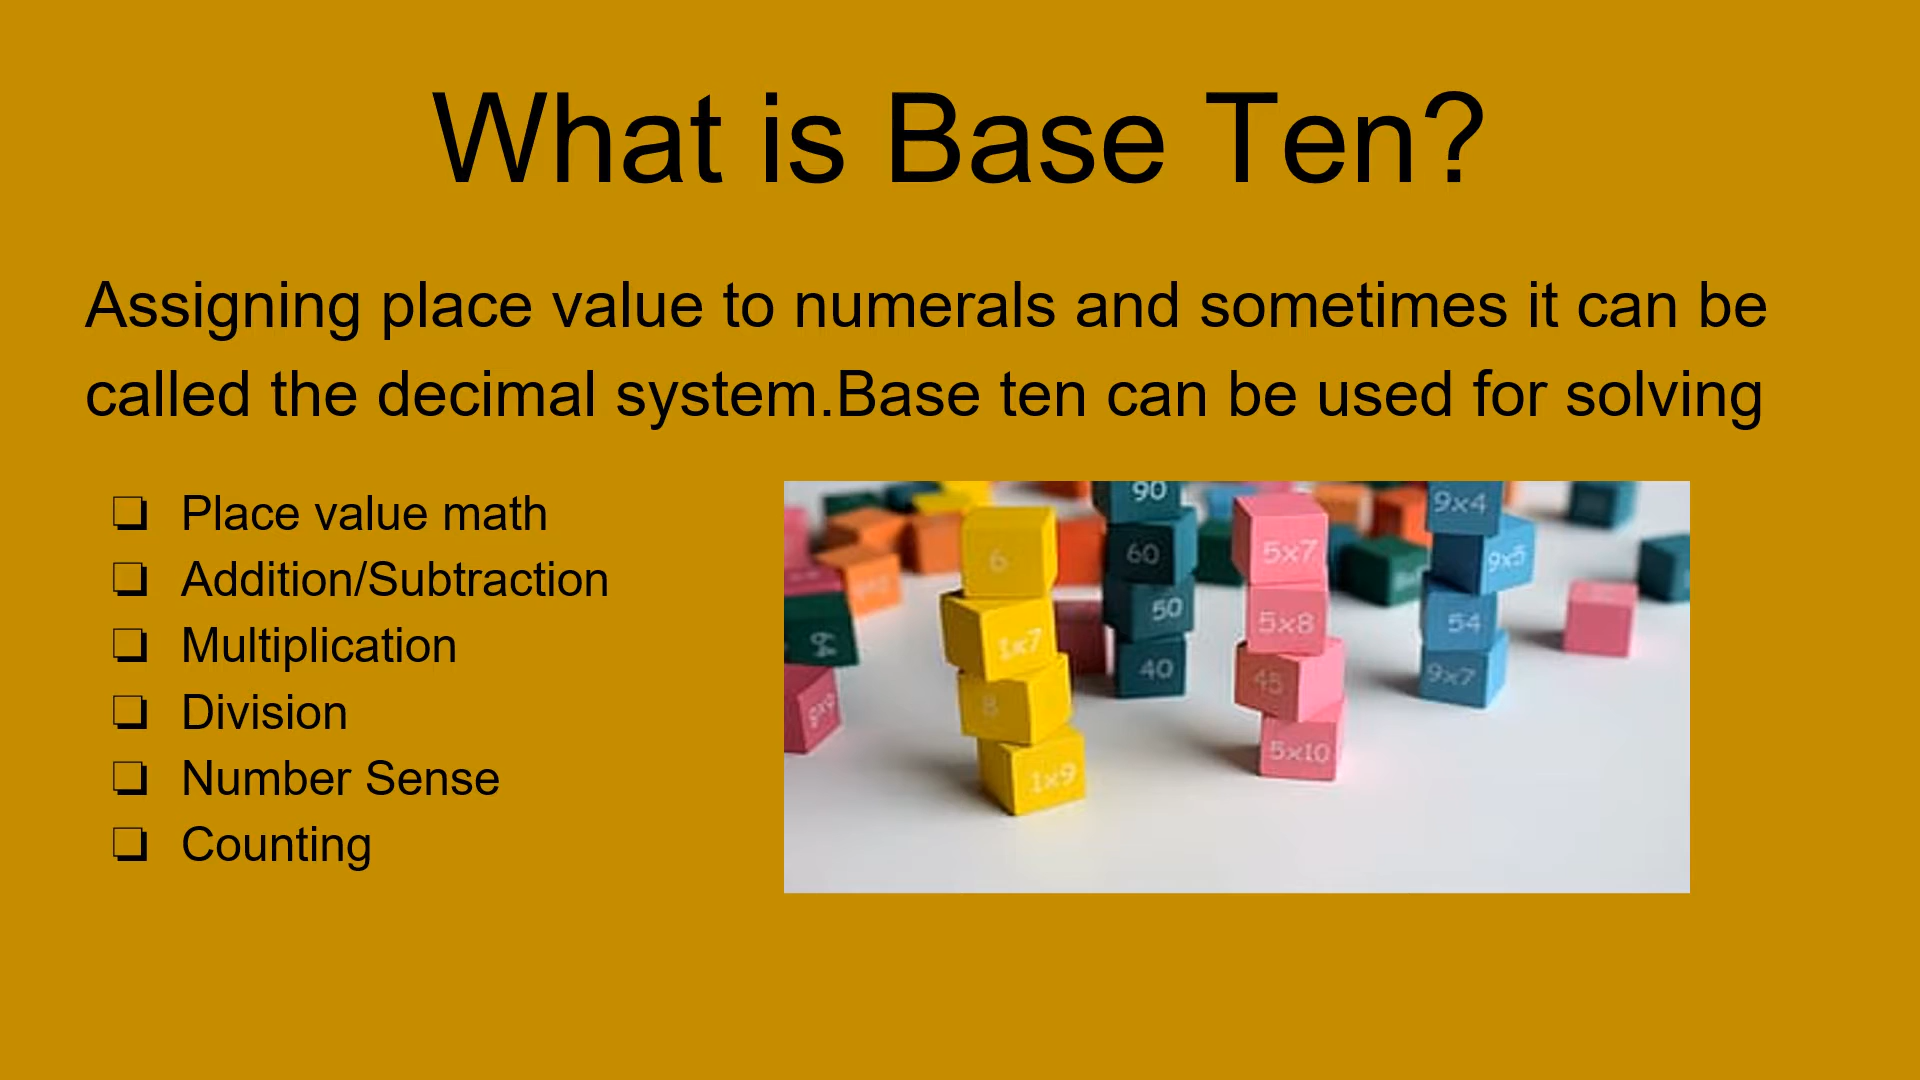 What is Base Ten?
Assigning place value to numerals and sometimes it can be
called the decimal system.Base ten can be used for solving
❏ Place value math
❏ Addition/Subtraction
❏ Multiplication
❏ Division
❏ Number Sense
❏ Counting
6
1x7
8
1x9
90
60
50
40
5x7
5x8
45
5x10
9x4
9x5
54
9x7